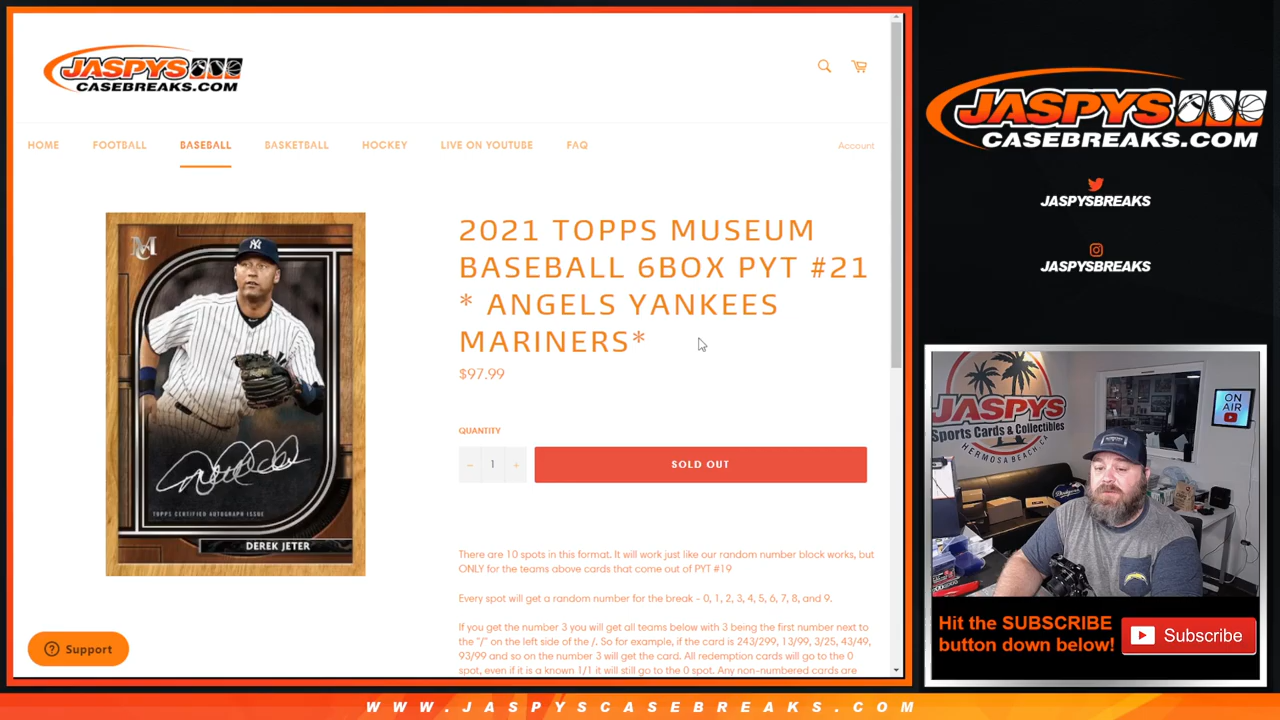 JASPYS
CASEBREAKS.COM
HOME FOOTBALL BASEBALL BASKETBALL HOCKEY LIVE ON YOUTUBE FAQ Account
M
DEREK JETER
TOPPS CERTIFIED AUTOGRAPH ISSUE
2021 TOPPS MUSEUM
BASEBALL 6BOX PYT #21
* ANGELS YANKEES
MARINERS*
$97.99
QUANTITY
− 1 +
SOLD OUT
There are 10 spots in this format. It will work just like our random number block works, but
ONLY for the teams above cards that come out of PYT #19
Every spot will get a random number for the break - 0, 1, 2, 3, 4, 5, 6, 7, 8, and 9.
If you get the number 3 you will get all teams below with 3 being the first number next to
the "/" on the left side of the /. So for example, if the card is 243/299, 13/99, 3/25, 43/49,
93/99 and so on the number 3 will get the card. All redemption cards will go to the 0
spot, even if it is a known 1/1 it will still go to the 0 spot. Any non-numbered cards are
Support
JASPYS
CASEBREAKS.COM
JASPYSBREAKS
JASPYSBREAKS
JASPYS
Sports Cards & Collectibles
HERMOSA BEACH, CA
ON
AIR
Dodgers
Hit the SUBSCRIBE
button down below!
Subscribe
WWW.JASPYSCASEBREAKS.COM